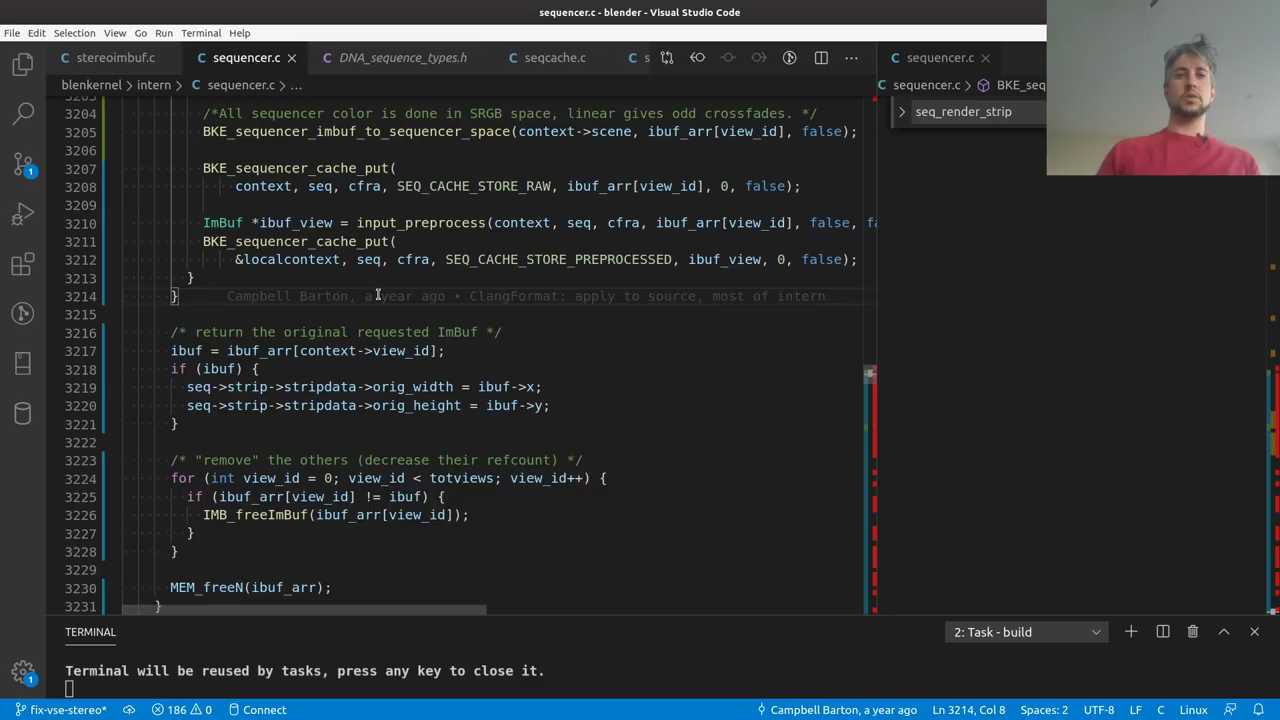 sequencer.c - blender - Visual Studio Code
File Edit Selection View Go Run Terminal Help
stereoimbuf.c sequencer.c DNA_sequence_types.h seqcache.c s sequencer.c
blenkernel > intern > sequencer.c > ... sequencer.c > BKE_seq
seq_render_strip
3203
3204 /*All sequencer color is done in SRGB space, linear gives odd crossfades. */
3205 BKE_sequencer_imbuf_to_sequencer_space(context->scene, ibuf_arr[view_id], false);
3206
3207 BKE_sequencer_cache_put(
3208 context, seq, cfra, SEQ_CACHE_STORE_RAW, ibuf_arr[view_id], 0, false);
3209
3210 ImBuf *ibuf_view = input_preprocess(context, seq, cfra, ibuf_arr[view_id], false, fa
3211 BKE_sequencer_cache_put(
3212 &localcontext, seq, cfra, SEQ_CACHE_STORE_PREPROCESSED, ibuf_view, 0, false);
3213 }
3214 } Campbell Barton, a year ago • ClangFormat: apply to source, most of intern
3215
3216 /* return the original requested ImBuf */
3217 ibuf = ibuf_arr[context->view_id];
3218 if (ibuf) {
3219 seq->strip->stripdata->orig_width = ibuf->x;
3220 seq->strip->stripdata->orig_height = ibuf->y;
3221 }
3222
3223 /* "remove" the others (decrease their refcount) */
3224 for (int view_id = 0; view_id < totviews; view_id++) {
3225 if (ibuf_arr[view_id] != ibuf) {
3226 IMB_freeImBuf(ibuf_arr[view_id]);
3227 }
3228 }
3229
3230 MEM_freeN(ibuf_arr);
3231 }
1
1
TERMINAL 2: Task - build
Terminal will be reused by tasks, press any key to close it.
fix-vse-stereo* 186 0 Connect Campbell Barton, a year ago Ln 3214, Col 8 Spaces: 2 UTF-8 LF C Linux